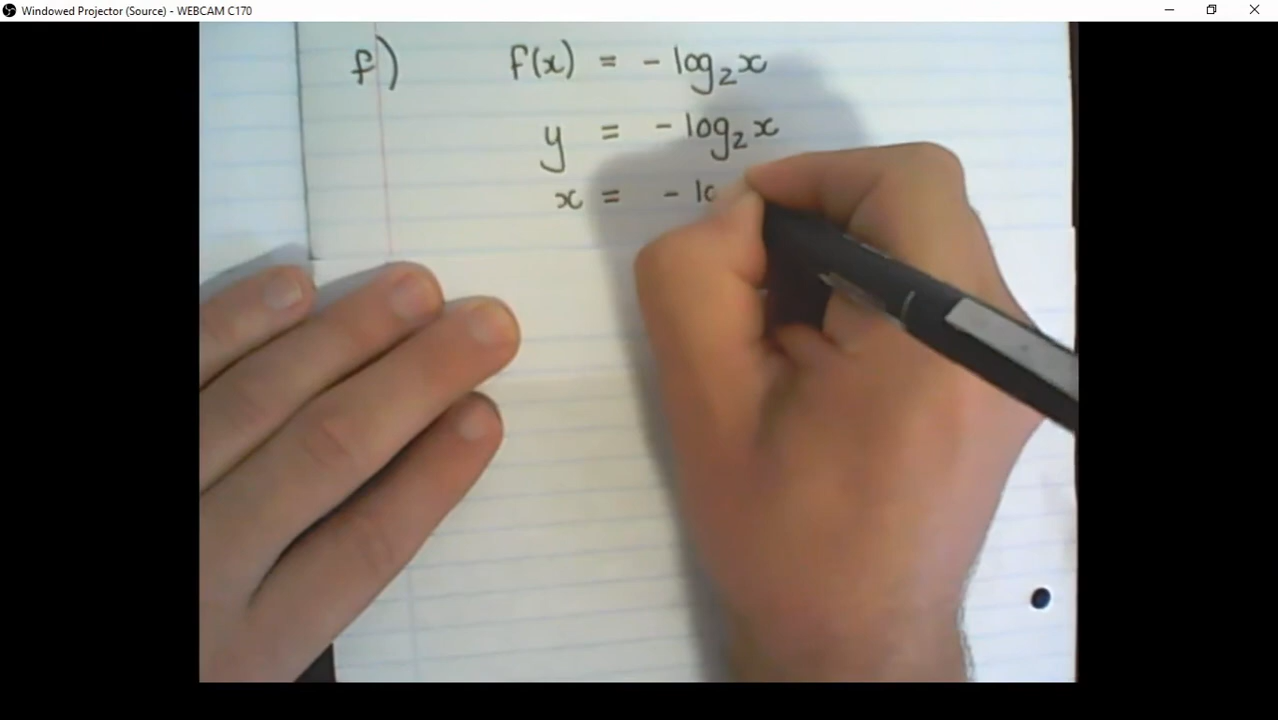 Windowed Projector (Source) - WEBCAM C170
f) f(x) = - log₂x
y = - log₂x
x = - lo